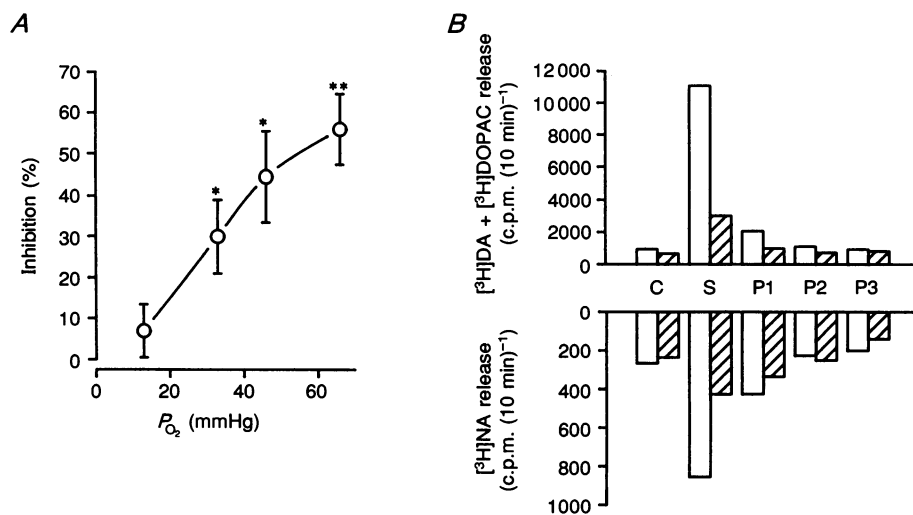 A
Inhibition (%)
70
60
50
40
30
20
10
0
*
*
**
0 20 40 60
PO2 (mmHg)
B
[³H]DA + [³H]DOPAC release
(c.p.m. (10 min)⁻¹)
12 000
10 000
8000
6000
4000
2000
0
C S P1 P2 P3
[³H]NA release
(c.p.m. (10 min)⁻¹)
0
200
400
600
800
1000